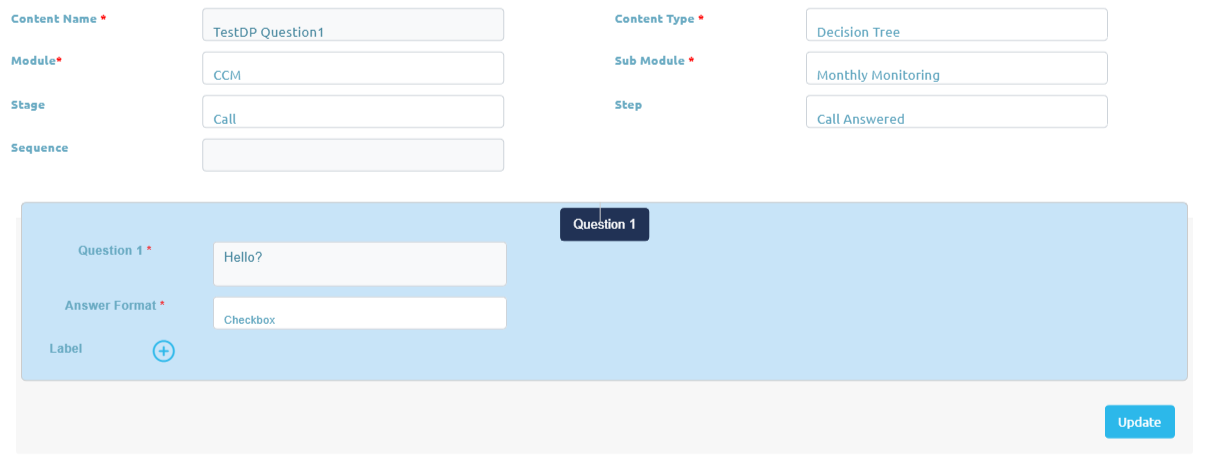 Content Name *
TestDP Question1
Content Type *
Decision Tree
Module*
CCM
Sub Module *
Monthly Monitoring
Stage
Call
Step
Call Answered
Sequence
Question 1
Question 1 *
Hello?
Answer Format *
Checkbox
Label
Update